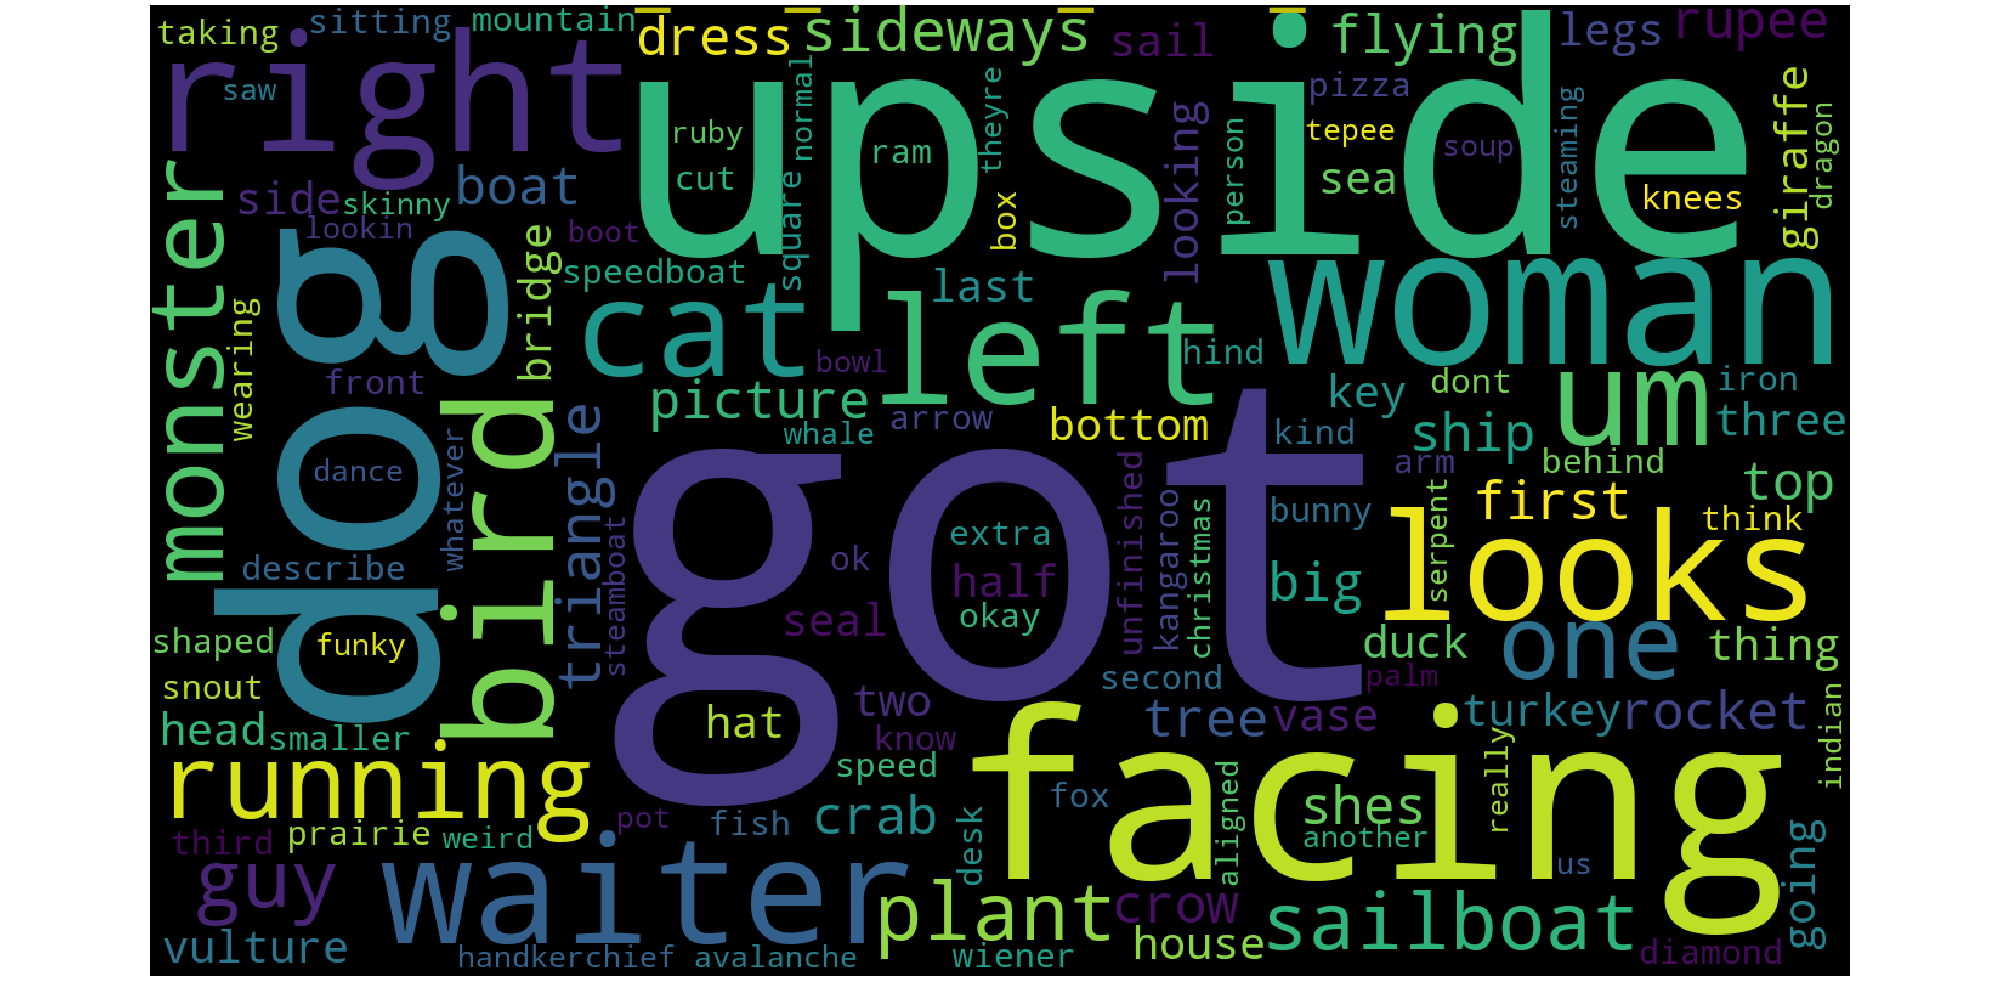 taking
sitting
mountain
dress
sideways
sail
flying
legs
rupee
right
saw
upside
normal
theyre
pizza
steaming
giraffe
dragon
ruby
ram
looking
person
tepee
soup
cut
square
box
sea
knees
monster
side
skinny
boat
lookin
boot
woman
dog
bridge
speedboat
last
cat
left
hind
wearing
front
bowl
picture
arrow
whale
bottom
key
dont
um
iron
three
kind
ship
bird
triangle
whatever
dance
got
unfinished
kangaroo
christmas
arm
behind
top
serpent
first
think
bunny
looks
describe
steamboat
ok
extra
half
okay
seal
big
shaped
funky
duck
one
thing
snout
second
palm
two
head
smaller
hat
know
tree
vase
turkey
rocket
indian
running
speed
facing
fox
aligned
shes
another
really
pot
fish
crab
desk
third
prairie
weird
us
going
guy
waiter
plant
crow
sailboat
vulture
handkerchief
avalanche
wiener
house
diamond